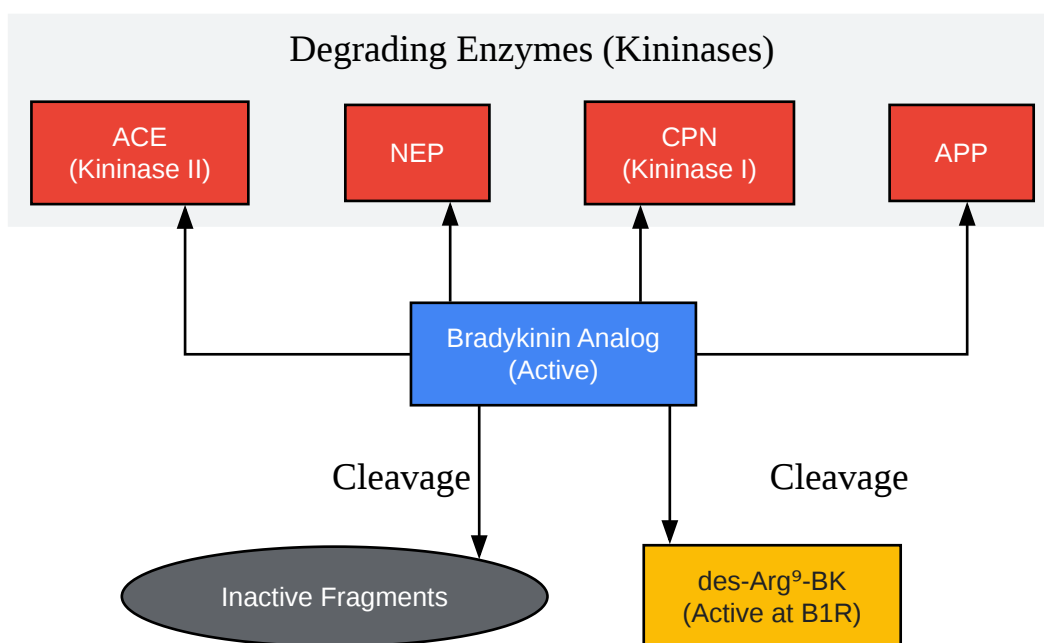 Degrading Enzymes (Kininases)
ACE
(Kininase II)
NEP
CPN
(Kininase I)
APP
Bradykinin Analog
(Active)
Cleavage
Cleavage
Inactive Fragments
des-Arg⁹-BK
(Active at B1R)